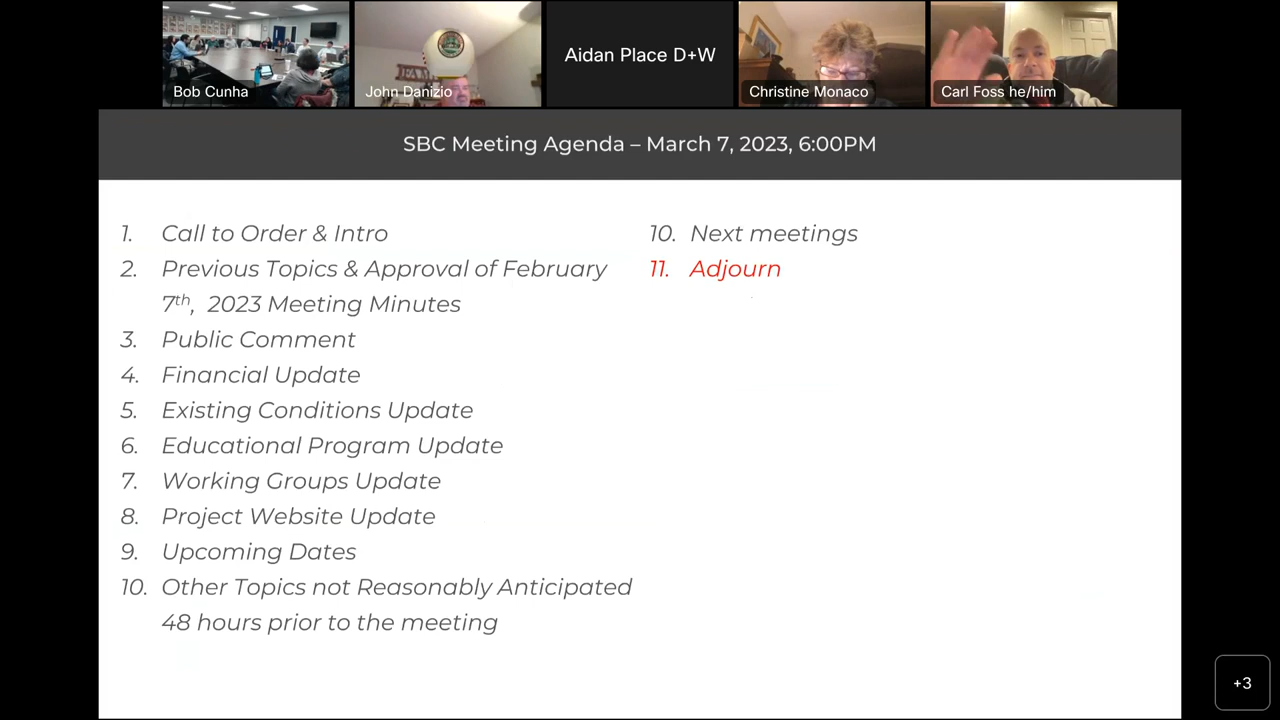 Bob Cunha
John Danizio
Aidan Place D+W
Christine Monaco
Carl Foss he/him
SBC Meeting Agenda – March 7, 2023, 6:00PM
1. Call to Order & Intro
2. Previous Topics & Approval of February
7th, 2023 Meeting Minutes
3. Public Comment
4. Financial Update
5. Existing Conditions Update
6. Educational Program Update
7. Working Groups Update
8. Project Website Update
9. Upcoming Dates
10. Other Topics not Reasonably Anticipated
48 hours prior to the meeting
10. Next meetings
11. Adjourn
+3